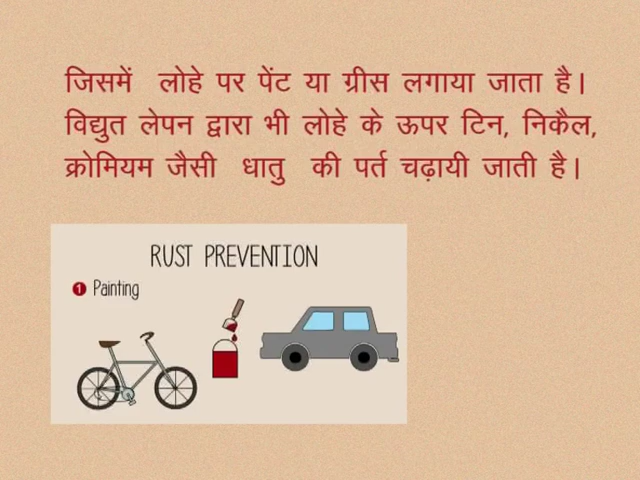 जिसमें लोहे पर पेंट या ग्रीस लगाया जाता है।
विद्युत लेपन द्वारा भी लोहे के ऊपर टिन, निकैल,
क्रोमियम जैसी धातु की पर्त चढ़ायी जाती है।
RUST PREVENTION
1 Painting